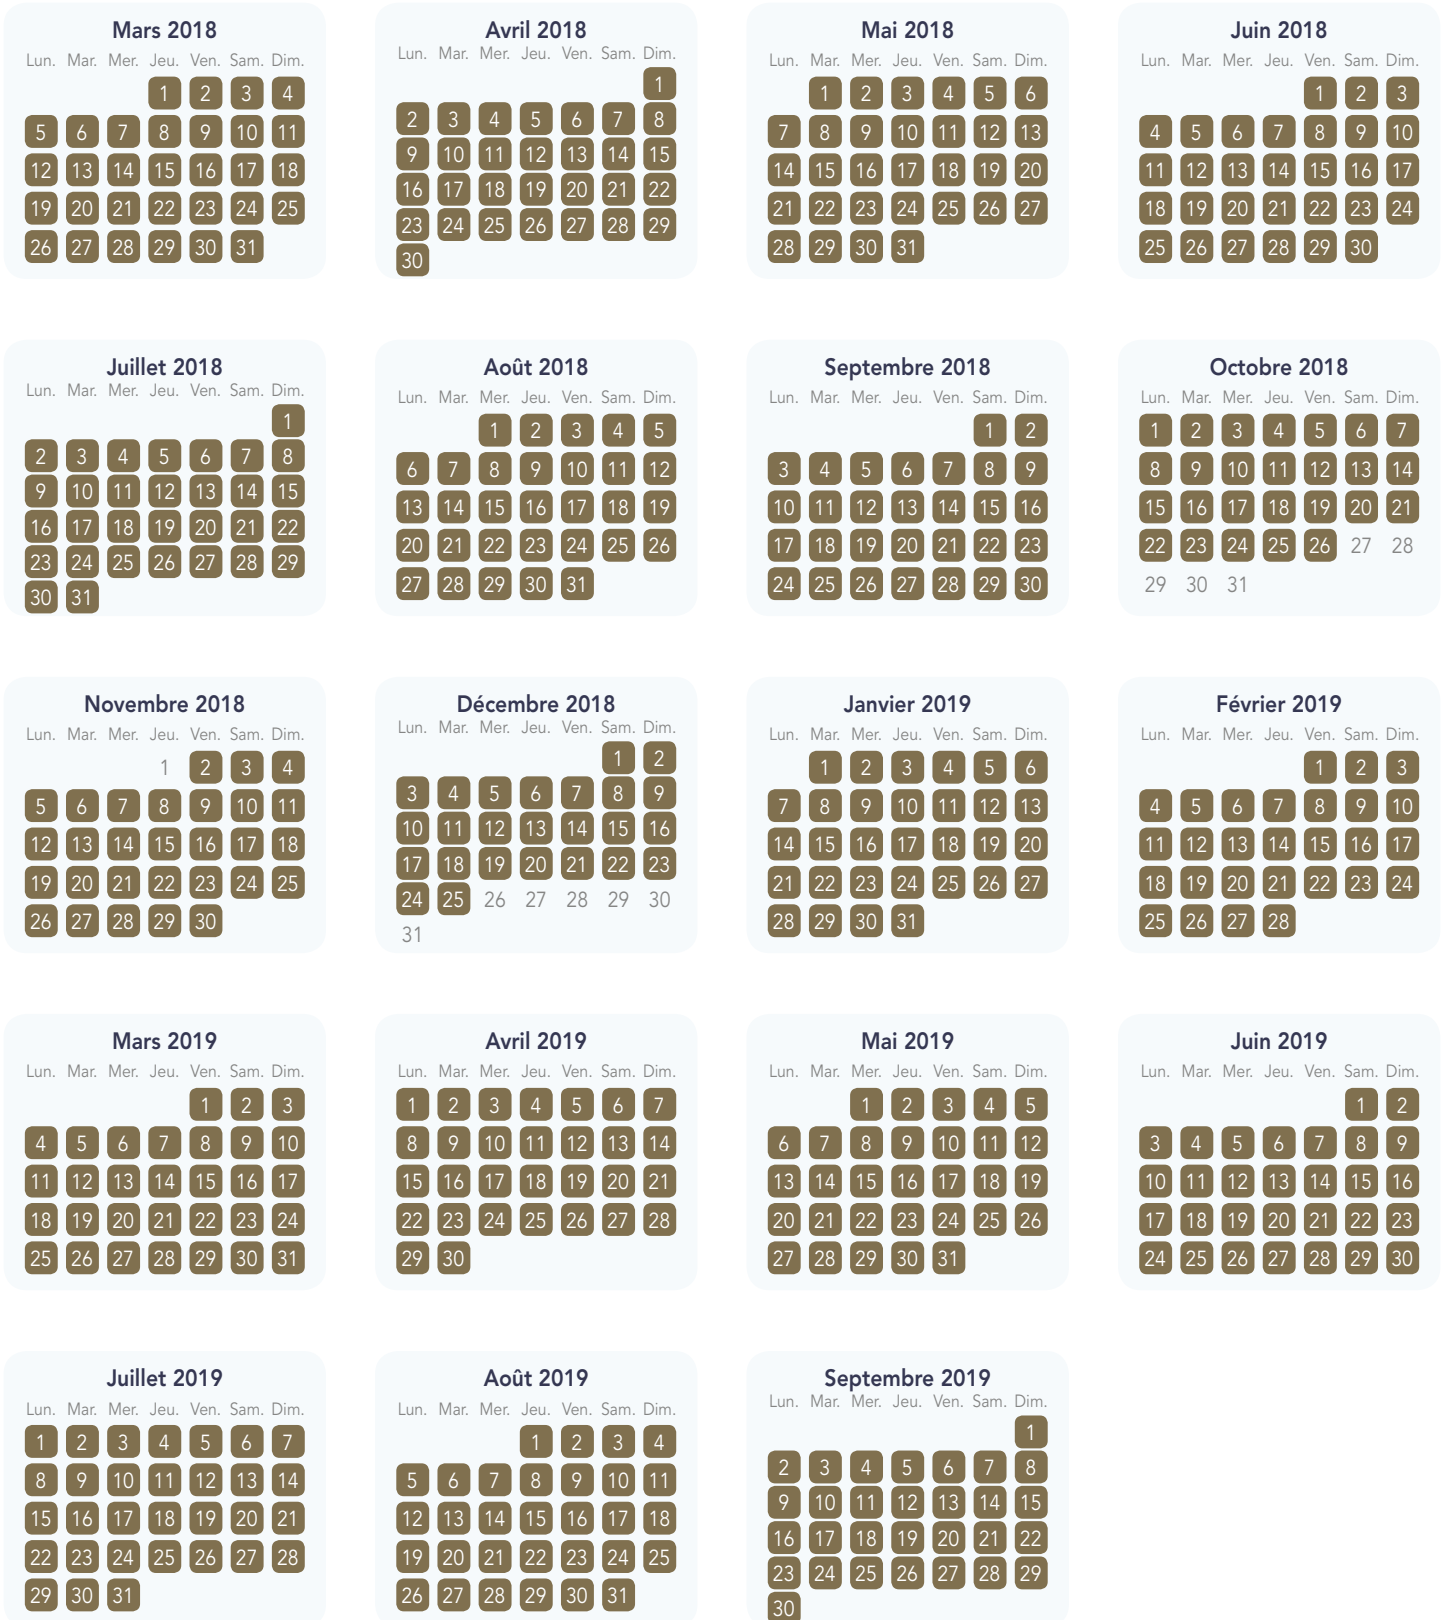 Mars 2018
Lun. Mar. Mer. Jeu. Ven. Sam. Dim.
1 2 3 4
5 6 7 8 9 10 11
12 13 14 15 16 17 18
19 20 21 22 23 24 25
26 27 28 29 30 31
Avril 2018
Lun. Mar. Mer. Jeu. Ven. Sam. Dim.
1
2 3 4 5 6 7 8
9 10 11 12 13 14 15
16 17 18 19 20 21 22
23 24 25 26 27 28 29
30
Mai 2018
Lun. Mar. Mer. Jeu. Ven. Sam. Dim.
1 2 3 4 5 6
7 8 9 10 11 12 13
14 15 16 17 18 19 20
21 22 23 24 25 26 27
28 29 30 31
Juin 2018
Lun. Mar. Mer. Jeu. Ven. Sam. Dim.
1 2 3
4 5 6 7 8 9 10
11 12 13 14 15 16 17
18 19 20 21 22 23 24
25 26 27 28 29 30
Juillet 2018
Lun. Mar. Mer. Jeu. Ven. Sam. Dim.
1
2 3 4 5 6 7 8
9 10 11 12 13 14 15
16 17 18 19 20 21 22
23 24 25 26 27 28 29
30 31
Août 2018
Lun. Mar. Mer. Jeu. Ven. Sam. Dim.
1 2 3 4 5
6 7 8 9 10 11 12
13 14 15 16 17 18 19
20 21 22 23 24 25 26
27 28 29 30 31
Septembre 2018
Lun. Mar. Mer. Jeu. Ven. Sam. Dim.
1 2
3 4 5 6 7 8 9
10 11 12 13 14 15 16
17 18 19 20 21 22 23
24 25 26 27 28 29 30
Octobre 2018
Lun. Mar. Mer. Jeu. Ven. Sam. Dim.
1 2 3 4 5 6 7
8 9 10 11 12 13 14
15 16 17 18 19 20 21
22 23 24 25 26 27 28
29 30 31
Novembre 2018
Lun. Mar. Mer. Jeu. Ven. Sam. Dim.
1 2 3 4
5 6 7 8 9 10 11
12 13 14 15 16 17 18
19 20 21 22 23 24 25
26 27 28 29 30
Décembre 2018
Lun. Mar. Mer. Jeu. Ven. Sam. Dim.
1 2
3 4 5 6 7 8 9
10 11 12 13 14 15 16
17 18 19 20 21 22 23
24 25 26 27 28 29 30
31
Janvier 2019
Lun. Mar. Mer. Jeu. Ven. Sam. Dim.
1 2 3 4 5 6
7 8 9 10 11 12 13
14 15 16 17 18 19 20
21 22 23 24 25 26 27
28 29 30 31
Février 2019
Lun. Mar. Mer. Jeu. Ven. Sam. Dim.
1 2 3
4 5 6 7 8 9 10
11 12 13 14 15 16 17
18 19 20 21 22 23 24
25 26 27 28
Mars 2019
Lun. Mar. Mer. Jeu. Ven. Sam. Dim.
1 2 3
4 5 6 7 8 9 10
11 12 13 14 15 16 17
18 19 20 21 22 23 24
25 26 27 28 29 30 31
Avril 2019
Lun. Mar. Mer. Jeu. Ven. Sam. Dim.
1 2 3 4 5 6 7
8 9 10 11 12 13 14
15 16 17 18 19 20 21
22 23 24 25 26 27 28
29 30
Mai 2019
Lun. Mar. Mer. Jeu. Ven. Sam. Dim.
1 2 3 4 5
6 7 8 9 10 11 12
13 14 15 16 17 18 19
20 21 22 23 24 25 26
27 28 29 30 31
Juin 2019
Lun. Mar. Mer. Jeu. Ven. Sam. Dim.
1 2
3 4 5 6 7 8 9
10 11 12 13 14 15 16
17 18 19 20 21 22 23
24 25 26 27 28 29 30
Juillet 2019
Lun. Mar. Mer. Jeu. Ven. Sam. Dim.
1 2 3 4 5 6 7
8 9 10 11 12 13 14
15 16 17 18 19 20 21
22 23 24 25 26 27 28
29 30 31
Août 2019
Lun. Mar. Mer. Jeu. Ven. Sam. Dim.
1 2 3 4
5 6 7 8 9 10 11
12 13 14 15 16 17 18
19 20 21 22 23 24 25
26 27 28 29 30 31
Septembre 2019
Lun. Mar. Mer. Jeu. Ven. Sam. Dim.
1
2 3 4 5 6 7 8
9 10 11 12 13 14 15
16 17 18 19 20 21 22
23 24 25 26 27 28 29
30